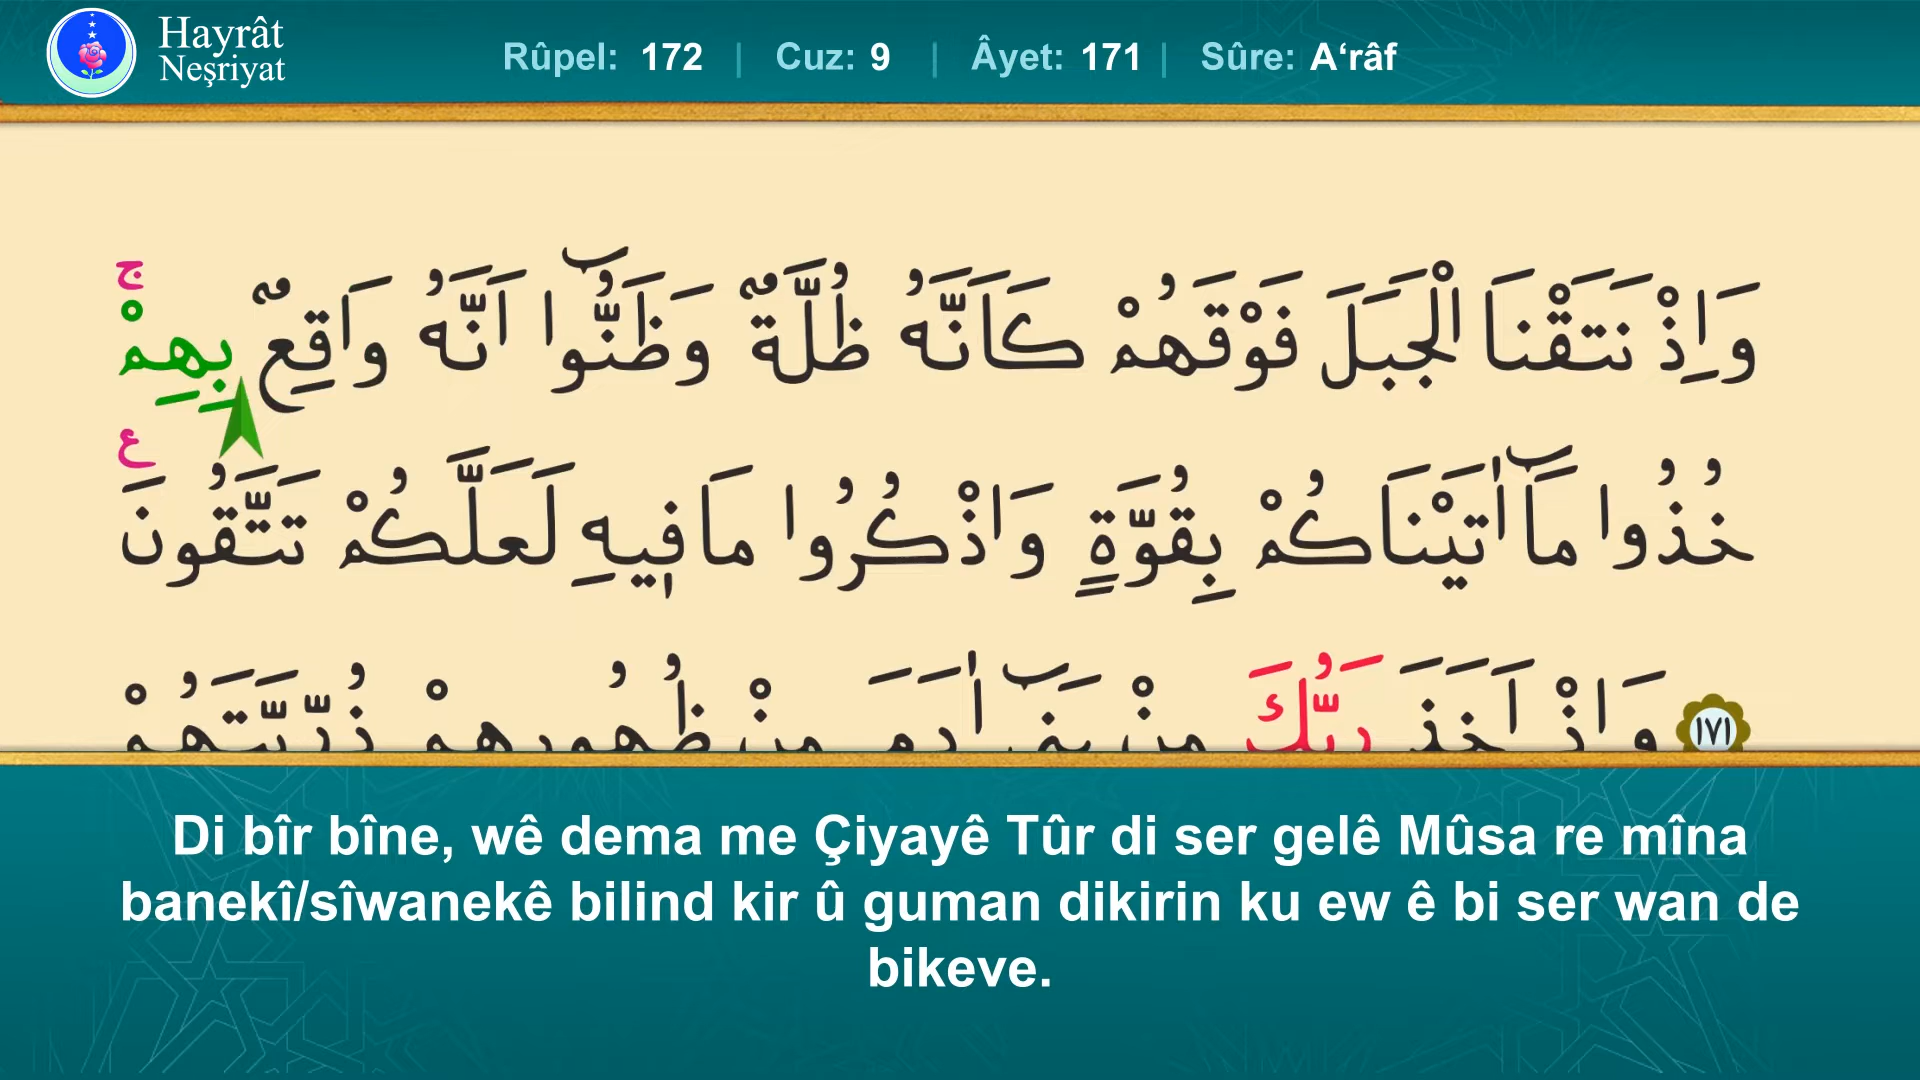 Hayrât
Neşriyat
Rûpel: 172 | Cuz: 9 | Âyet: 171 | Sûre: A‘râf
وَاِذْ نَتَقْنَا الْجَبَلَ فَوْقَهُمْ كَاَنَّهُ ظُلَّةٌ وَظَنُّٓوا اَنَّهُ وَاقِعٌ بِهِمْ ج
خُذُوا مَٓا اٰتَيْنَاكُمْ بِقُوَّةٍ وَاذْكُرُوا مَا ف۪يهِ لَعَلَّكُمْ تَتَّقُونَ ع
﴿١٧١﴾ وَاِذْ اَخَذَ رَبُّكَ مِنْ بَن۪ٓي اٰدَمَ مِنْ ظُهُورِهِمْ ذُرِّيَّتَهُمْ
Di bîr bîne, wê dema me Çiyayê Tûr di ser gelê Mûsa re mîna
banekî/sîwanekê bilind kir û guman dikirin ku ew ê bi ser wan de
bikeve.